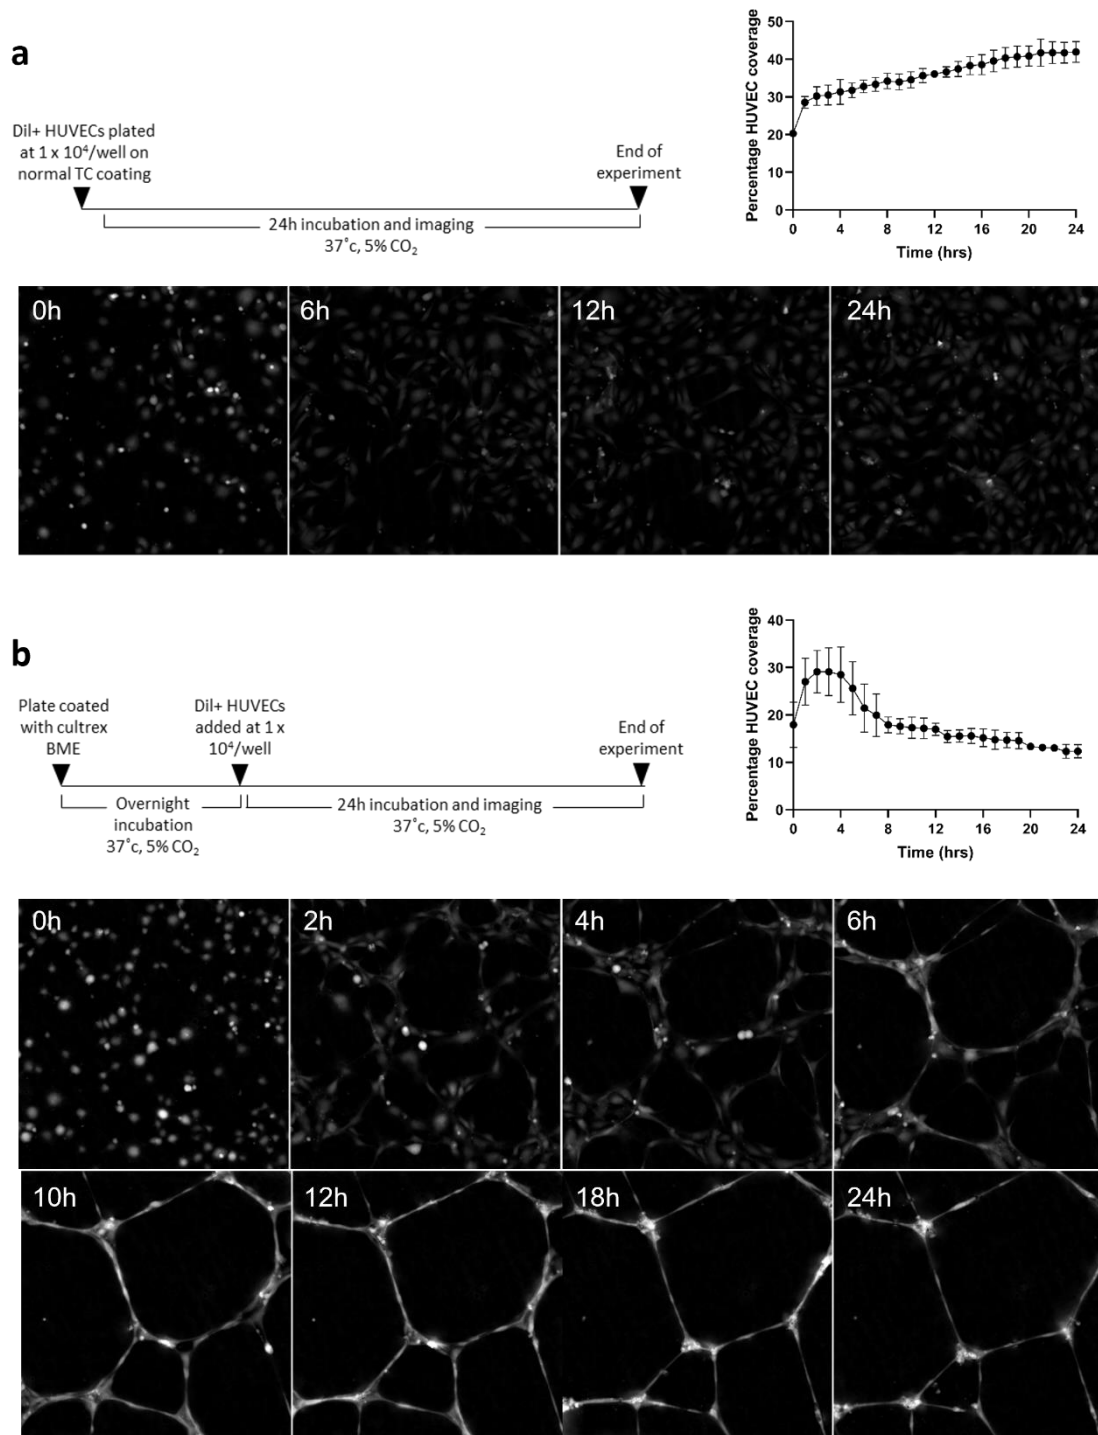 a
Dil+ HUVECs plated
at 1 x 10⁴/well on
normal TC coating
End of
experiment
24h incubation and imaging
37˚c, 5% CO₂
Percentage HUVEC coverage
50
40
30
20
10
0
0 4 8 12 16 20 24
Time (hrs)
0h 6h 12h 24h
b
Plate coated
with cultrex
BME
Dil+ HUVECs
added at 1 x
10⁴/well
End of
experiment
Overnight
incubation
37˚c, 5% CO₂
24h incubation and imaging
37˚c, 5% CO₂
Percentage HUVEC coverage
40
30
20
10
0
0 4 8 12 16 20 24
Time (hrs)
0h 2h 4h 6h
10h 12h 18h 24h